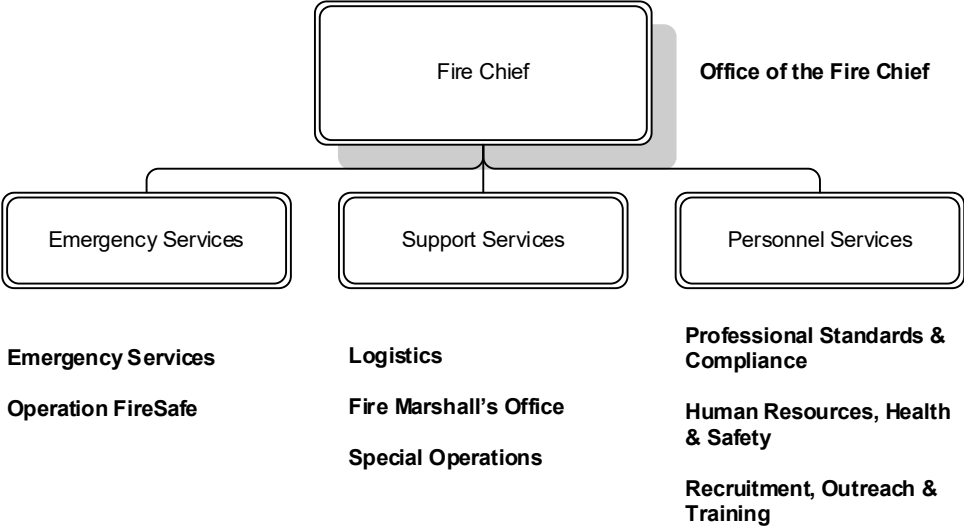 Fire Chief
Office of the Fire Chief
Emergency Services
Support Services
Personnel Services
Emergency Services
Operation FireSafe
Logistics
Fire Marshall’s Office
Special Operations
Professional Standards &
Compliance
Human Resources, Health
& Safety
Recruitment, Outreach &
Training